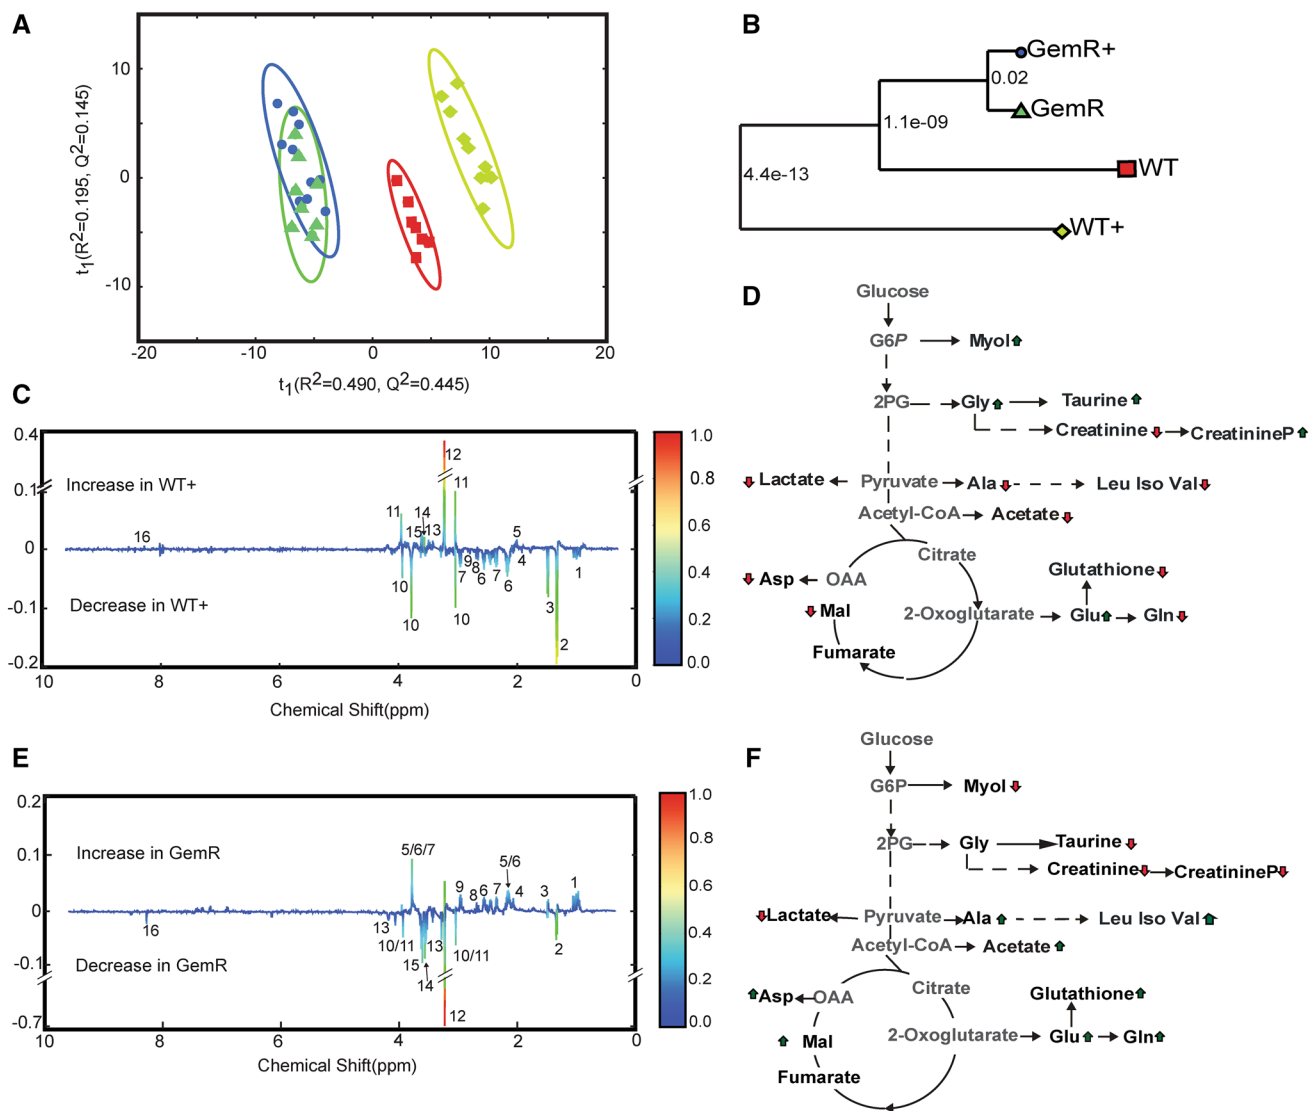 A
10
0
-10
-20
-10
0
10
20
t1(R2=0.195, Q2=0.145)
t1(R2=0.490, Q2=0.445)
B
GemR+
0.02
GemR
1.1e-09
WT
4.4e-13
WT+
C
0.4
0.1
0
-0.1
-0.2
Increase in WT+
Decrease in WT+
12
11
11
14
15
13
16
5
10
10
10
9
8
7
6
7
6
4
3
2
1
10
8
6
4
2
0
Chemical Shift(ppm)
1.0
0.8
0.6
0.4
0.2
0.0
D
Glucose
G6P
Myol
2PG
Gly
Taurine
Creatinine
CreatinineP
Lactate
Pyruvate
Ala
Leu Iso Val
Acetyl-CoA
Acetate
Citrate
Asp
OAA
Glutathione
Mal
2-Oxoglutarate
Glu
Gln
Fumarate
E
0.2
0.1
0
-0.1
-0.7
Increase in GemR
Decrease in GemR
5/6/7
5/6
9
8
6
7
4
3
1
16
13
10/11
15
14
13
10/11
12
2
10
8
6
4
2
0
Chemical Shift(ppm)
1.0
0.8
0.6
0.4
0.2
0.0
F
Glucose
G6P
Myol
2PG
Gly
Taurine
Creatinine
CreatinineP
Lactate
Pyruvate
Ala
Leu Iso Val
Acetyl-CoA
Acetate
Citrate
Asp
OAA
Glutathione
Mal
2-Oxoglutarate
Glu
Gln
Fumarate